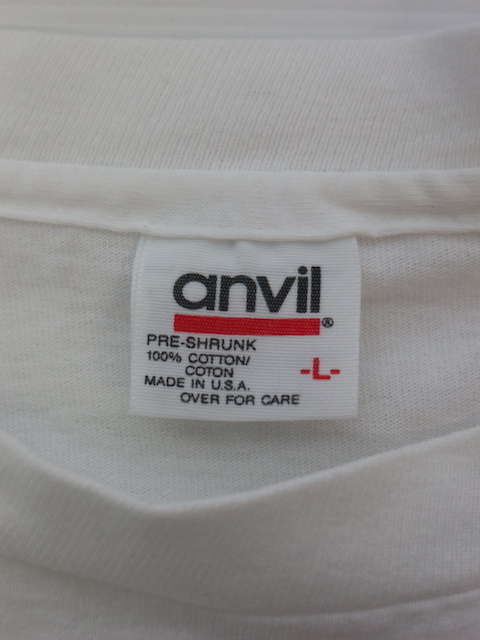 anvil®
PRE-SHRUNK
100% COTTON/
COTON
-L-
MADE IN U.S.A.
OVER FOR CARE